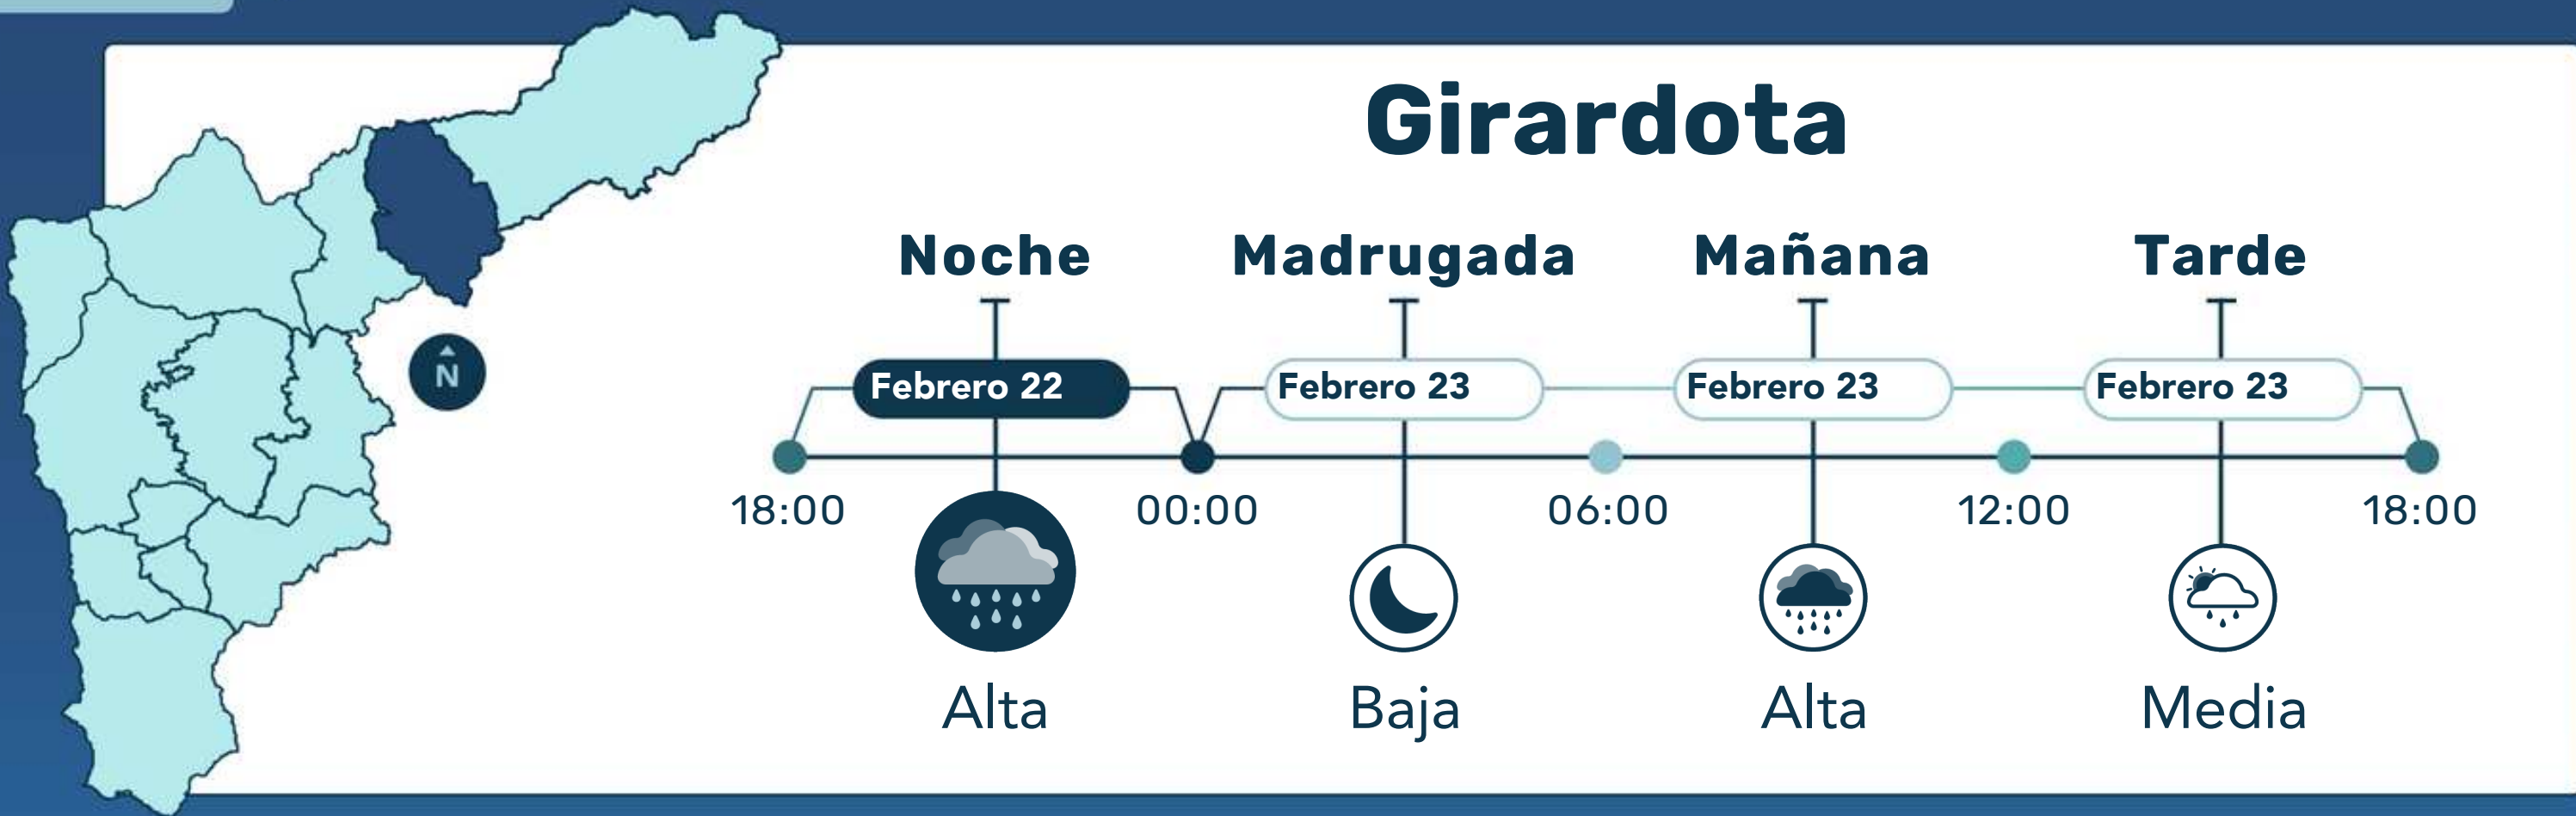 Girardota
Noche Madrugada Mañana Tarde
Febrero 22 Febrero 23 Febrero 23 Febrero 23
N
18:00 00:00 06:00 12:00 18:00
Alta Baja Alta Media